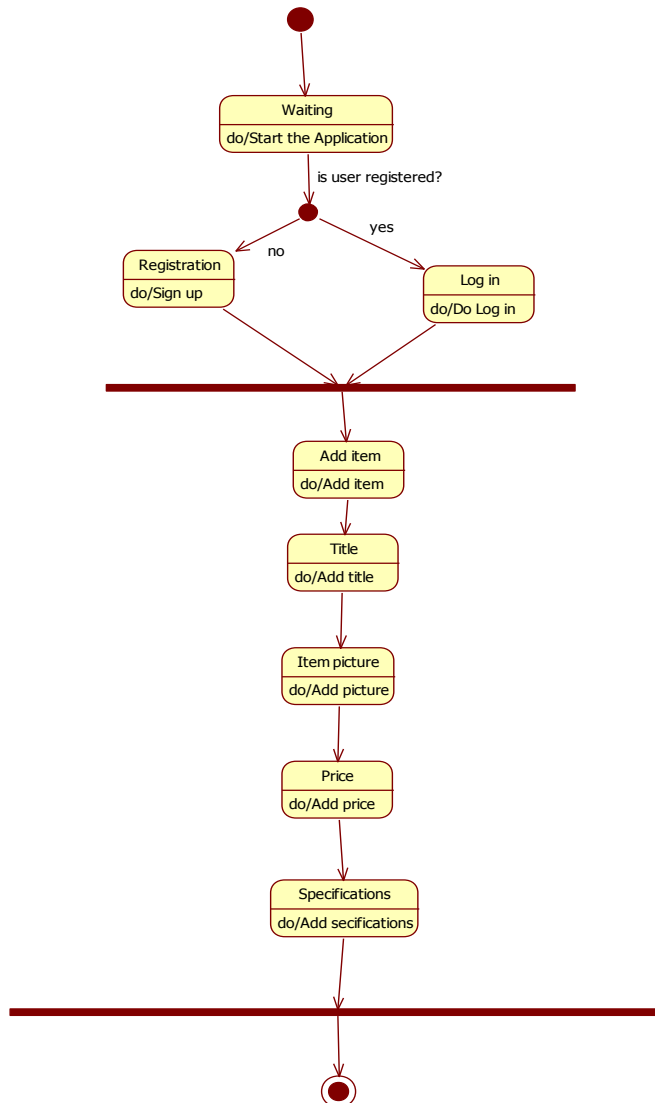 Waiting
do/Start the Application
is user registered?
yes
no
Registration
do/Sign up
Log in
do/Do Log in
Add item
do/Add item
Title
do/Add title
Item picture
do/Add picture
Price
do/Add price
Specifications
do/Add secifications